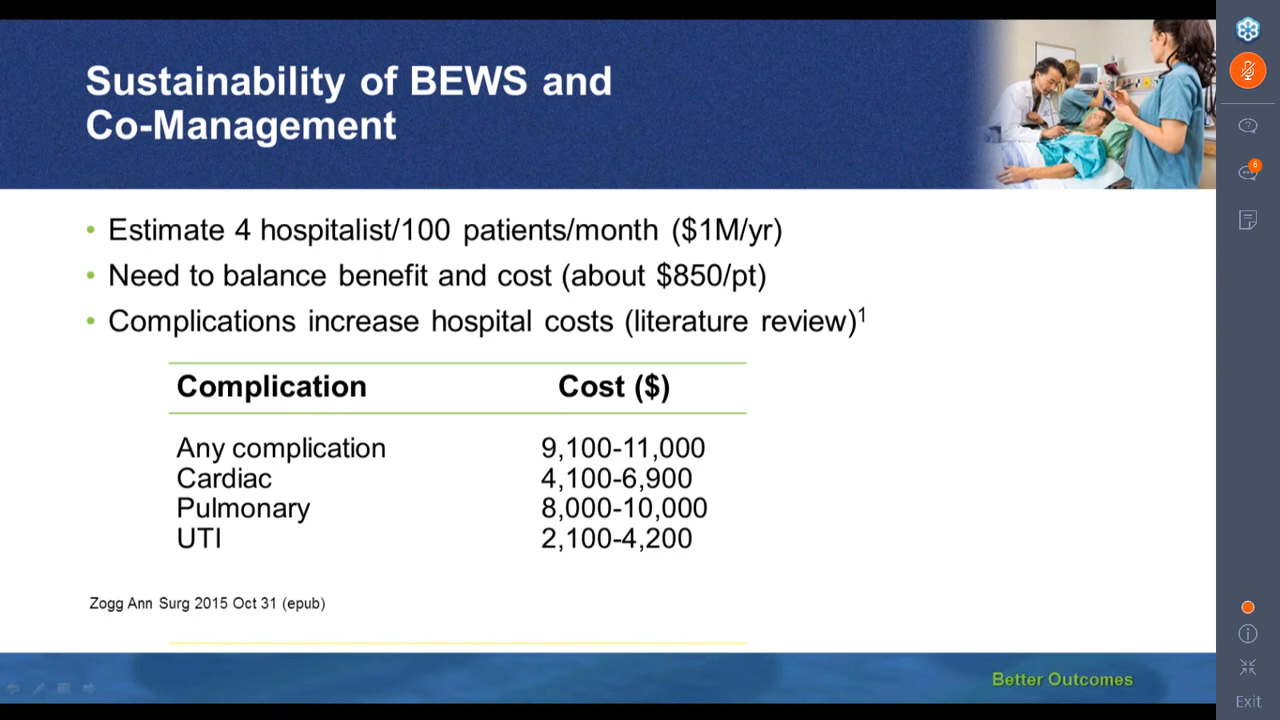 Sustainability of BEWS and
Co-Management
• Estimate 4 hospitalist/100 patients/month ($1M/yr)
• Need to balance benefit and cost (about $850/pt)
• Complications increase hospital costs (literature review)1
Complication Cost ($)
Any complication 9,100-11,000
Cardiac 4,100-6,900
Pulmonary 8,000-10,000
UTI 2,100-4,200
Zogg Ann Surg 2015 Oct 31 (epub)
Better Outcomes
?
6
i
Exit